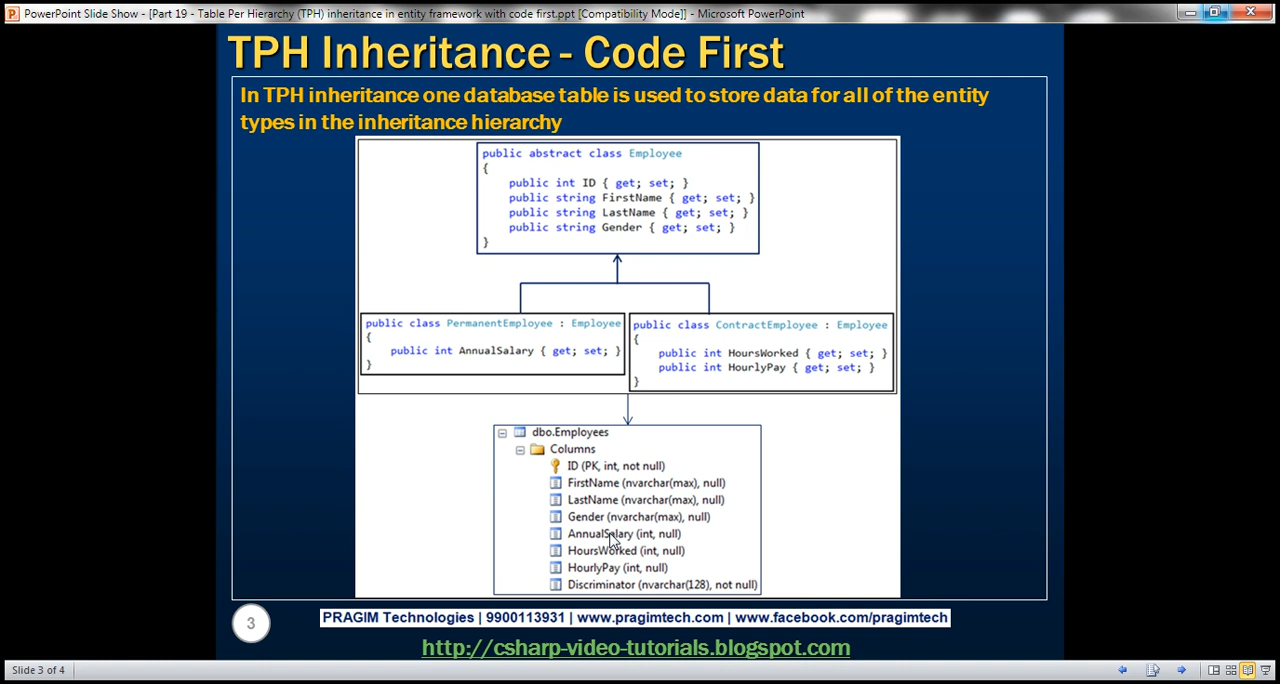 PowerPoint Slide Show - [Part 19 - Table Per Hierarchy (TPH) inheritance in entity framework with code first.ppt [Compatibility Mode]] - Microsoft PowerPoint
TPH Inheritance - Code First
In TPH inheritance one database table is used to store data for all of the entity
types in the inheritance hierarchy
public abstract class Employee
{
public int ID { get; set; }
public string FirstName { get; set; }
public string LastName { get; set; }
public string Gender { get; set; }
}
public class PermanentEmployee : Employee
{
public int AnnualSalary { get; set; }
}
public class ContractEmployee : Employee
{
public int HoursWorked { get; set; }
public int HourlyPay { get; set; }
}
dbo.Employees
Columns
ID (PK, int, not null)
FirstName (nvarchar(max), null)
LastName (nvarchar(max), null)
Gender (nvarchar(max), null)
AnnualSalary (int, null)
HoursWorked (int, null)
HourlyPay (int, null)
Discriminator (nvarchar(128), not null)
3
PRAGIM Technologies | 9900113931 | www.pragimtech.com | www.facebook.com/pragimtech
http://csharp-video-tutorials.blogspot.com
Slide 3 of 4